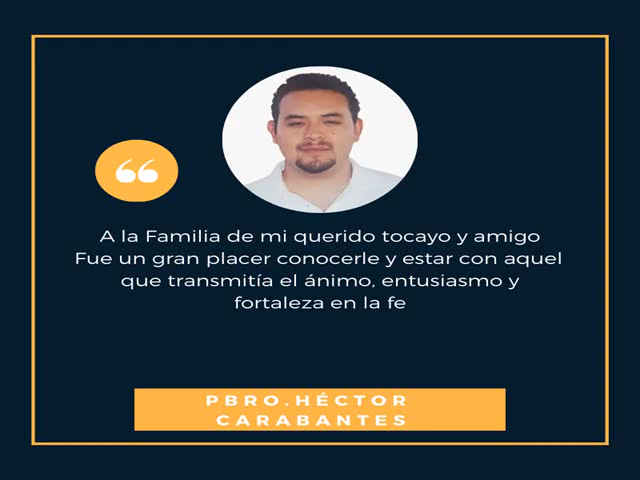 A la Familia de mi querido tocayo y amigo
Fue un gran placer conocerle y estar con aquel
que transmitía el ánimo, entusiasmo y
fortaleza en la fe
PBRO.HÉCTOR
CARABANTES